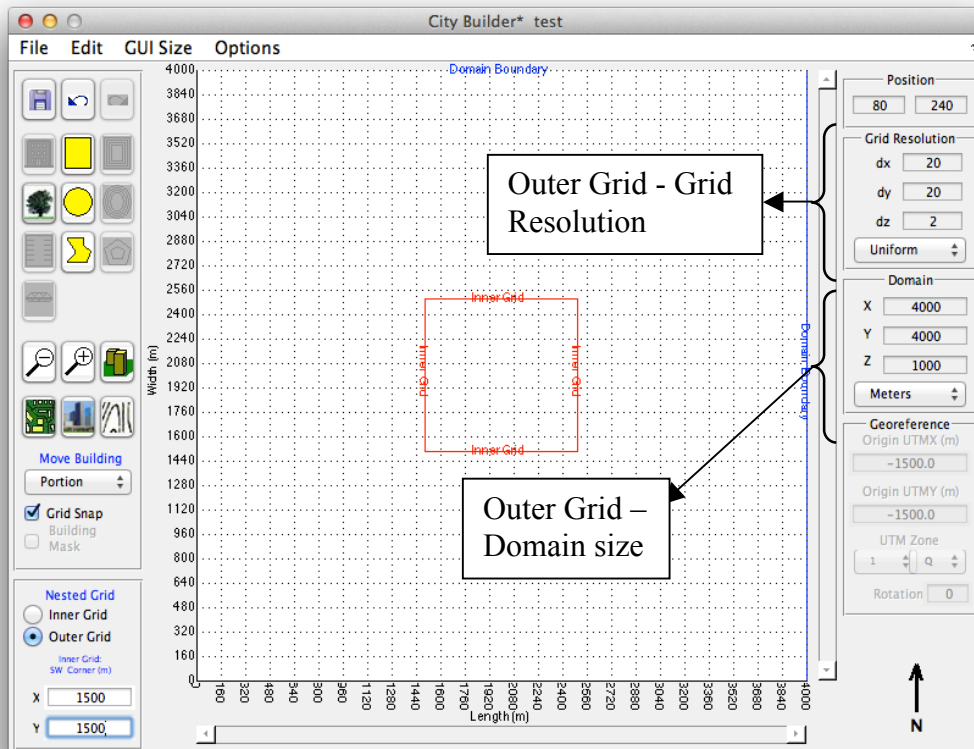 City Builder* test
File Edit GUI Size Options
Move Building
Portion
Grid Snap
Building
Mask
Nested Grid
Inner Grid
Outer Grid
Inner Grid:
SW Corner (m)
X 1500
Y 1500
Width (m)
4000
3840
3680
3520
3360
3200
3040
2880
2720
2560
2400
2240
2080
1920
1760
1600
1440
1280
1120
960
800
640
480
320
160
0
Domain Boundary
Domain Boundary
Inner Grid
Inner Grid
Inner Grid
Inner Grid
Outer Grid - Grid
Resolution
Outer Grid –
Domain size
0 160 320 480 640 800 960 1120 1280 1440 1600 1760 1920 2080 2240 2400 2560 2720 2880 3040 3200 3360 3520 3680 3840 4000
Length (m)
Position
80 240
Grid Resolution
dx 20
dy 20
dz 2
Uniform
Domain
X 4000
Y 4000
Z 1000
Meters
Georeference
Origin UTMX (m)
-1500.0
Origin UTMY (m)
-1500.0
UTM Zone
1 Q
Rotation 0
N